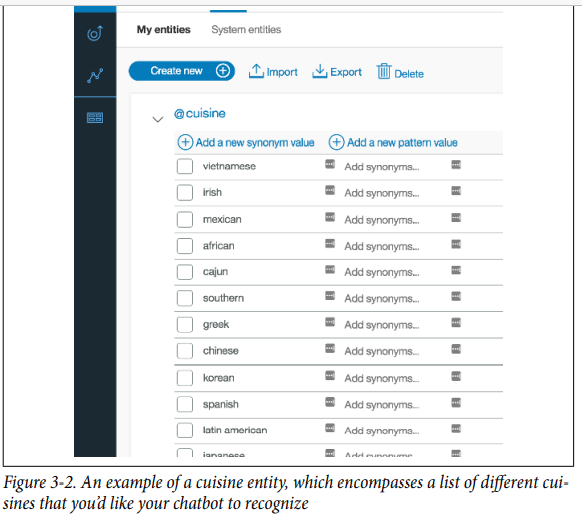 My entities System entities
Create new Import Export Delete
@cuisine
Add a new synonym value Add a new pattern value
vietnamese Add synonyms...
irish Add synonyms...
mexican Add synonyms...
african Add synonyms...
cajun Add synonyms...
southern Add synonyms...
greek Add synonyms...
chinese Add synonyms...
korean Add synonyms...
spanish Add synonyms...
latin american Add synonyms...
japanese Add synonyms...
Figure 3-2. An example of a cuisine entity, which encompasses a list of different cui-
sines that you’d like your chatbot to recognize